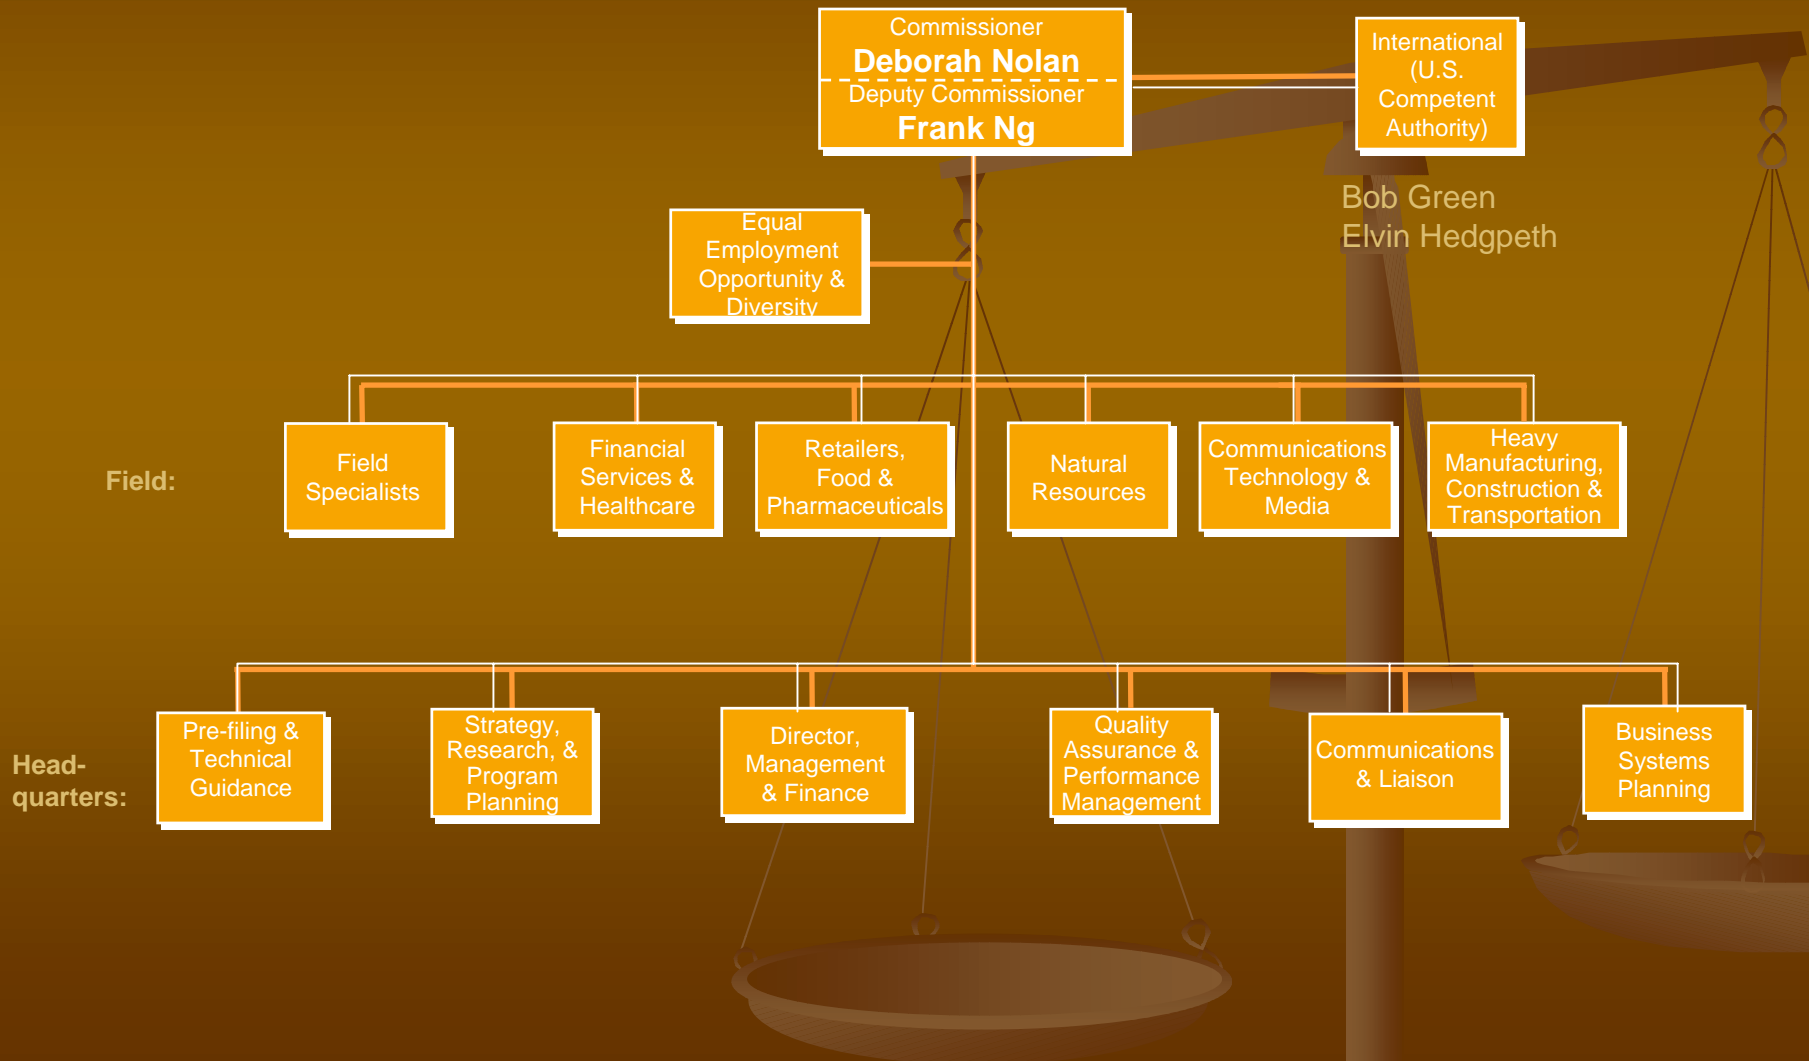 Commissioner
Deborah Nolan
Deputy Commissioner
Frank Ng
International
(U.S.
Competent
Authority)
Bob Green
Elvin Hedgpeth
Equal
Employment
Opportunity &
Diversity
Field:
Field
Specialists
Financial
Services &
Healthcare
Retailers,
Food &
Pharmaceuticals
Natural
Resources
Communications
Technology &
Media
Heavy
Manufacturing,
Construction &
Transportation
Head-
quarters:
Pre-filing &
Technical
Guidance
Strategy,
Research, &
Program
Planning
Director,
Management
& Finance
Quality
Assurance &
Performance
Management
Communications
& Liaison
Business
Systems
Planning